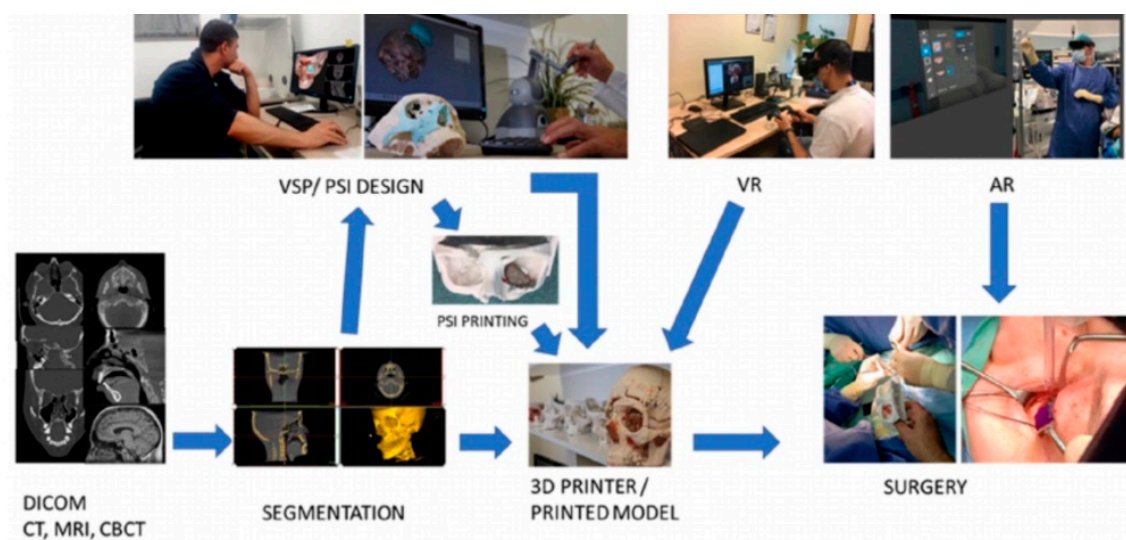 VSP/ PSI DESIGN
VR
AR
PSI PRINTING
DICOM
CT, MRI, CBCT
SEGMENTATION
3D PRINTER /
PRINTED MODEL
SURGERY